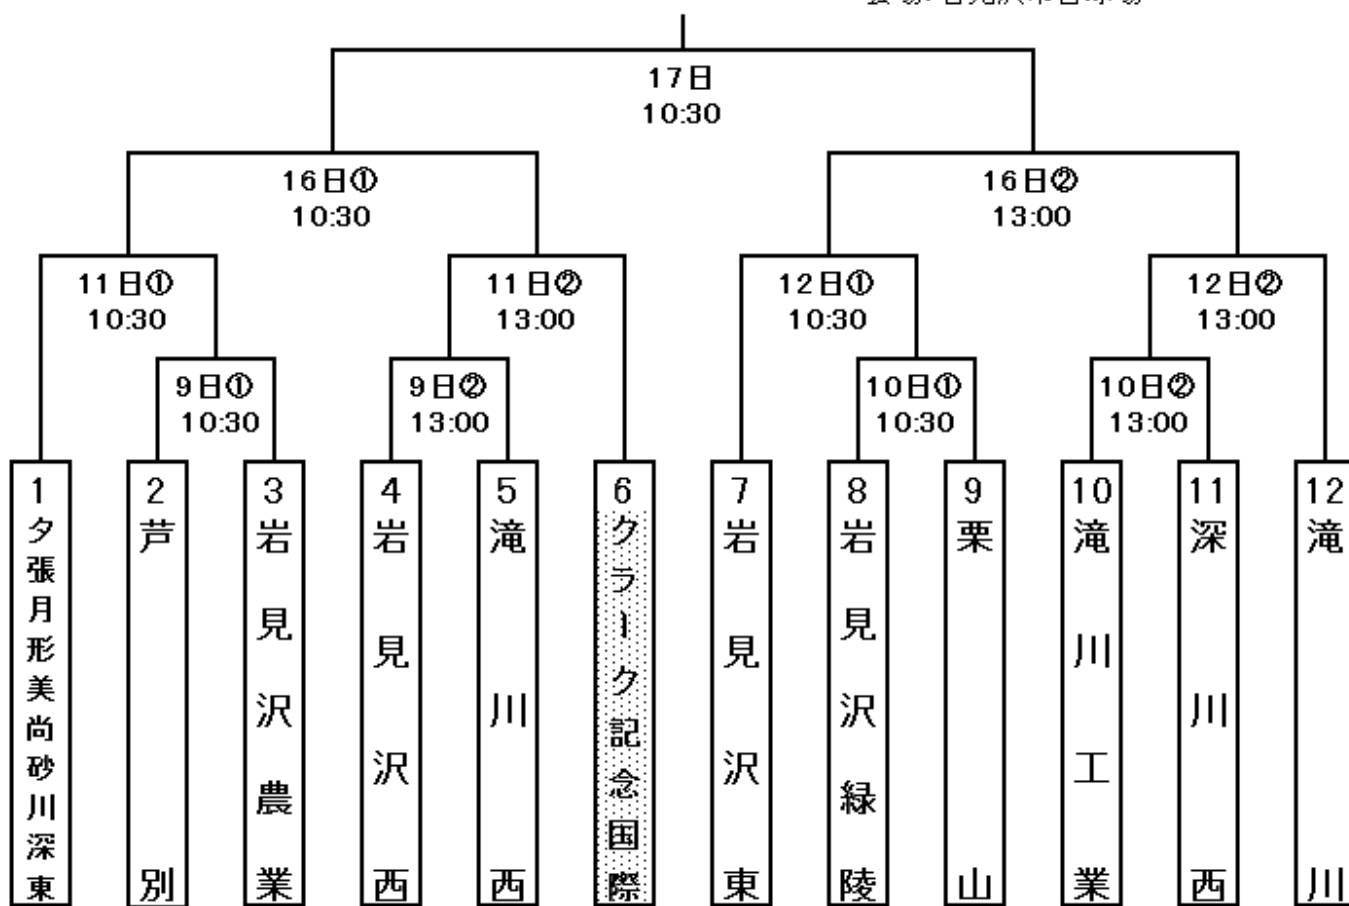 17日
10:30
16日①
10:30
16日②
13:00
11日①
10:30
11日②
13:00
12日①
10:30
12日②
13:00
9日①
10:30
9日②
13:00
10日①
10:30
10日②
13:00
1
夕張月形美尚砂川深東
2
芦別
3
岩見沢農業
4
岩見沢西
5
滝川西
6
クラーク記念国際
7
岩見沢東
8
岩見沢緑陵
9
栗山
10
滝川工業
11
深川西
12
滝川